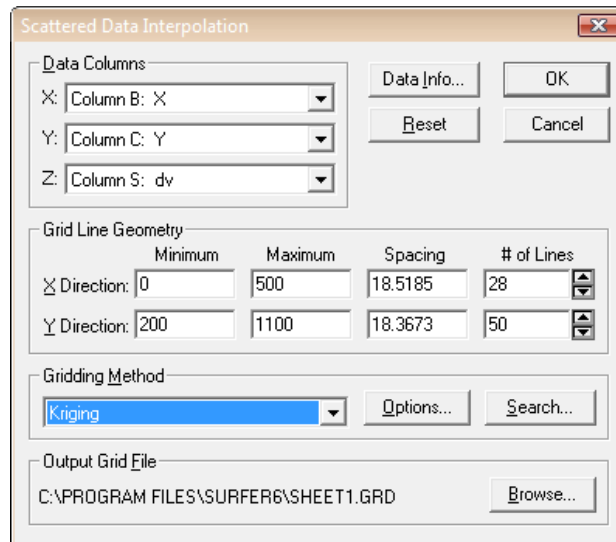 Scattered Data Interpolation
Data Columns
X: Column B: X
Y: Column C: Y
Z: Column S: dv
Data Info... OK
Reset Cancel
Grid Line Geometry
Minimum Maximum Spacing # of Lines
X Direction: 0 500 18.5185 28
Y Direction: 200 1100 18.3673 50
Gridding Method
Kriging Options... Search...
Output Grid File
C:\PROGRAM FILES\SURFER6\SHEET1.GRD Browse...